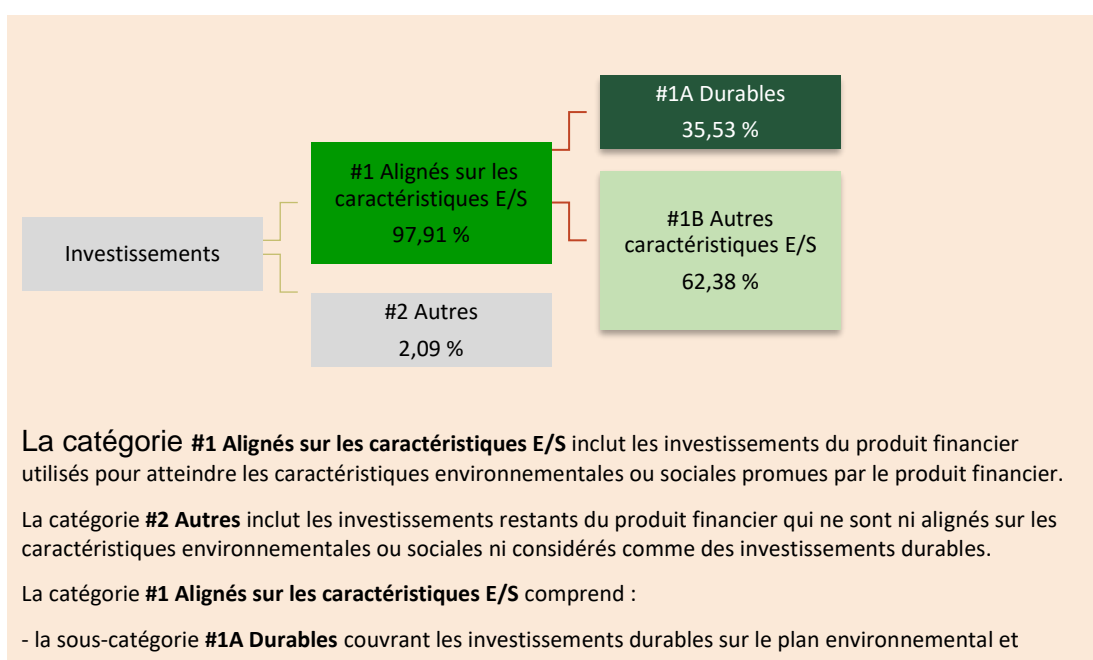 #1A Durables
35,53 %
#1 Alignés sur les
caractéristiques E/S
97,91 %
#1B Autres
caractéristiques E/S
62,38 %
Investissements
#2 Autres
2,09 %
La catégorie #1 Alignés sur les caractéristiques E/S inclut les investissements du produit financier
utilisés pour atteindre les caractéristiques environnementales ou sociales promues par le produit financier.
La catégorie #2 Autres inclut les investissements restants du produit financier qui ne sont ni alignés sur les
caractéristiques environnementales ou sociales ni considérés comme des investissements durables.
La catégorie #1 Alignés sur les caractéristiques E/S comprend :
- la sous-catégorie #1A Durables couvrant les investissements durables sur le plan environnemental et